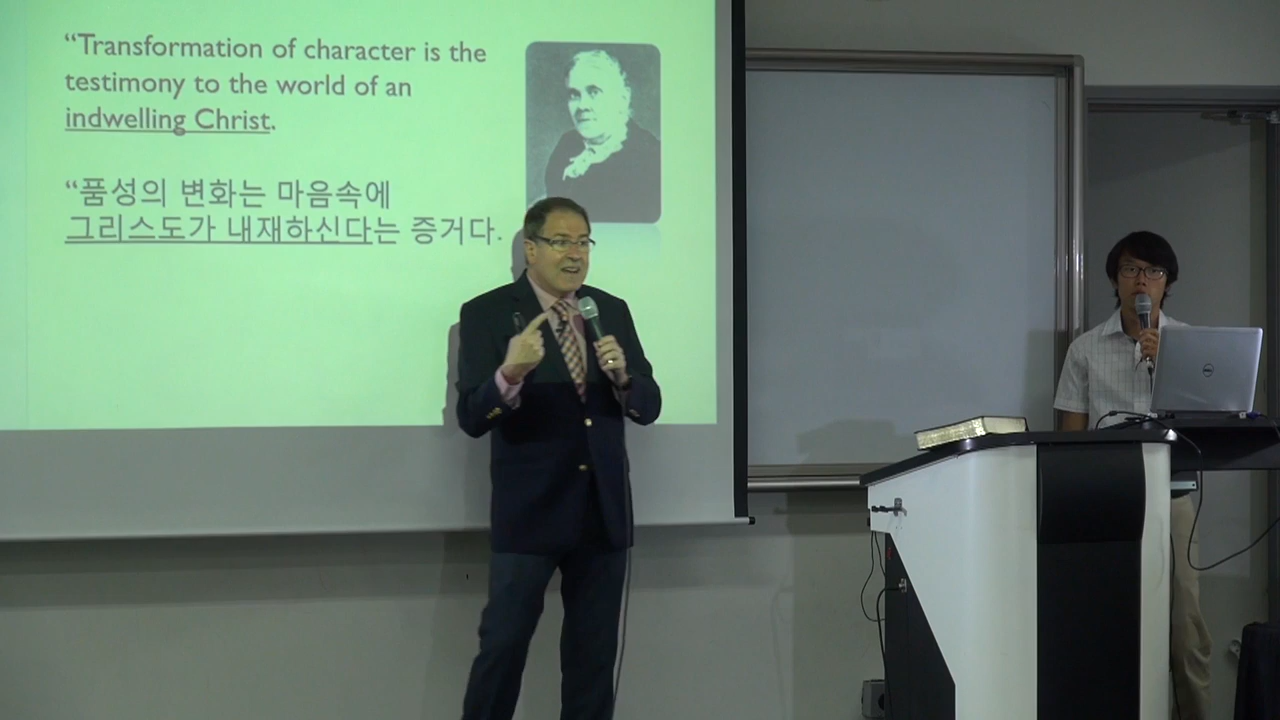 “Transformation of character is the
testimony to the world of an
indwelling Christ.
“품성의 변화는 마음속에
그리스도가 내재하신다는 증거다.
DELL